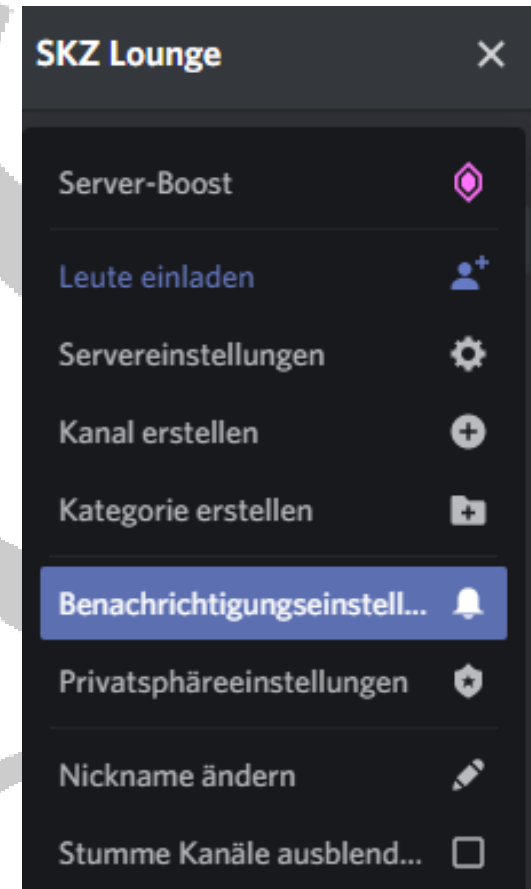 SKZ Lounge
Server-Boost
Leute einladen
Servereinstellungen
Kanal erstellen
Kategorie erstellen
Benachrichtigungseinstell...
Privatsphäreeinstellungen
Nickname ändern
Stumme Kanäle ausblend...